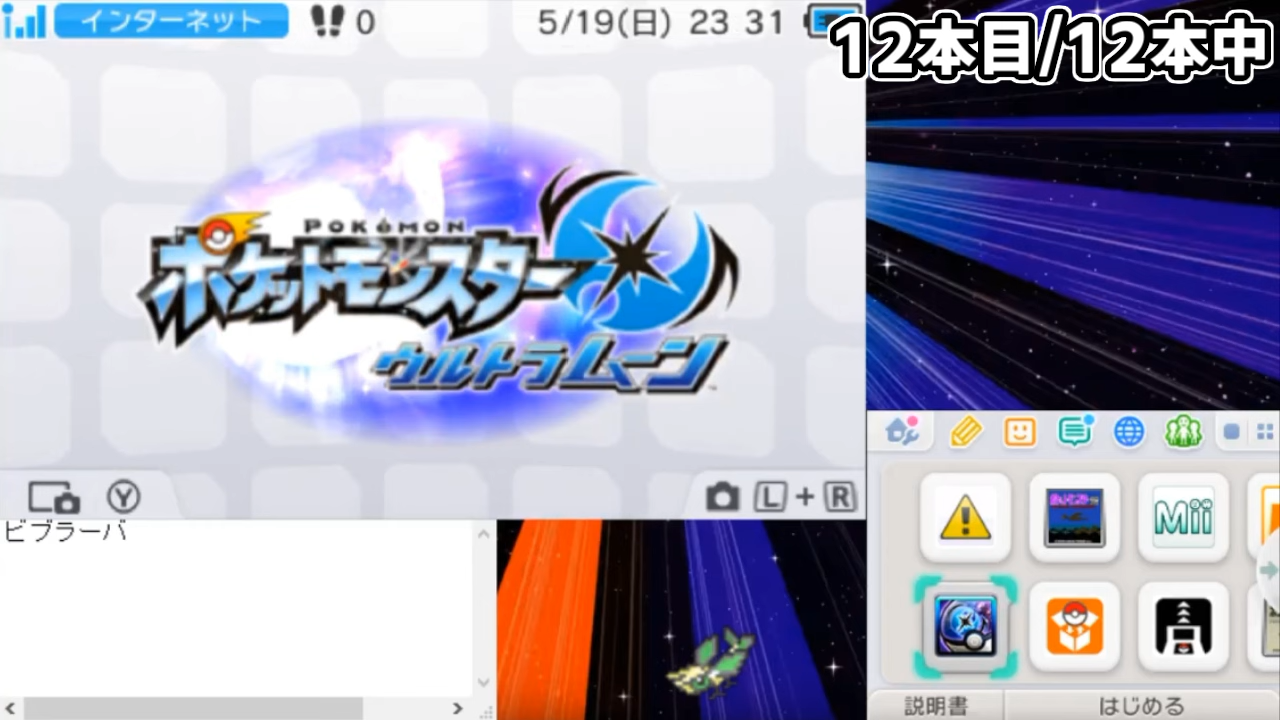 インターネット 0 5/19(日) 23 31
12本目/12本中
POKéMON
ポケットモンスター
ウルトラムーン
Y L + R
ビブラーバ
Mii
説明書 はじめる